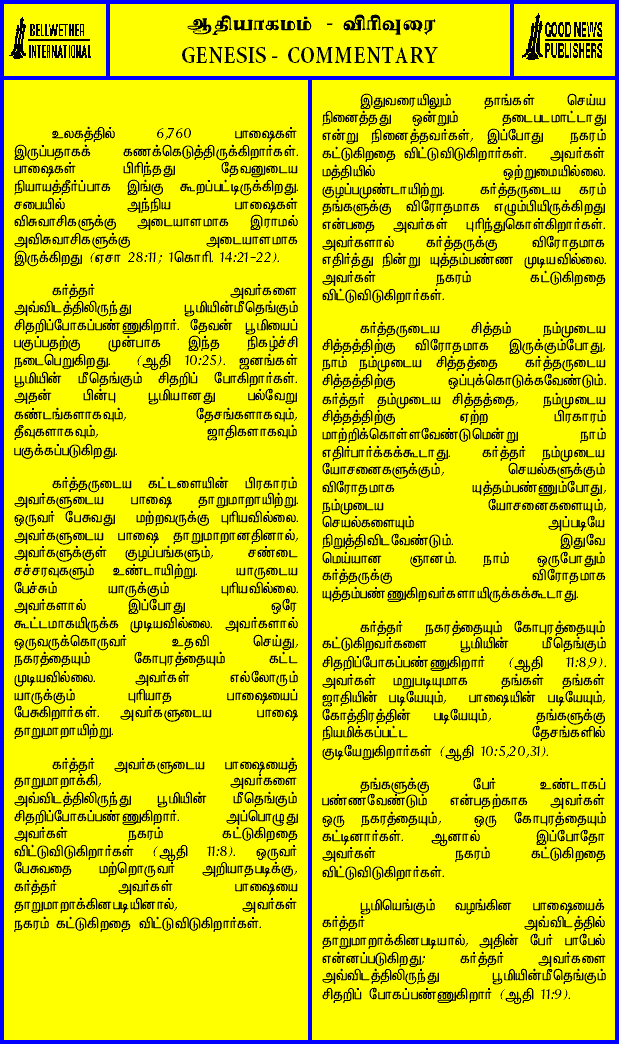 BELLWETHER
INTERNATIONAL
ஆதியாகமம் - விரிவுரை
GENESIS - COMMENTARY
GOOD NEWS
PUBLISHERS
உலகத்தில் 6,760 பாஷைகள்
இருப்பதாகக் கணக்கெடுத்திருக்கிறார்கள்.
பாஷைகள் பிரிந்தது தேவனுடைய
நியாயத்தீர்ப்பாக இங்கு கூறப்பட்டிருக்கிறது.
சபையில் அந்நிய பாஷைகள்
விசுவாசிகளுக்கு அடையாளமாக இராமல்
அவிசுவாசிகளுக்கு அடையாளமாக
இருக்கிறது (ஏசா 28:11; 1கொரி. 14:21-22).
கர்த்தர் அவர்களை
அவ்விடத்திலிருந்து பூமியின்மீதெங்கும்
சிதறிப்போகப்பண்ணுகிறார். தேவன் பூமியைப்
பகுப்பதற்கு முன்பாக இந்த நிகழ்ச்சி
நடைபெறுகிறது. (ஆதி 10:25). ஜனங்கள்
பூமியின் மீதெங்கும் சிதறிப் போகிறார்கள்.
அதன் பின்பு பூமியானது பல்வேறு
கண்டங்களாகவும், தேசங்களாகவும்,
தீவுகளாகவும், ஜாதிகளாகவும்
பகுக்கப்படுகிறது.
கர்த்தருடைய கட்டளையின் பிரகாரம்
அவர்களுடைய பாஷை தாறுமாறாயிற்று.
ஒருவர் பேசுவது மற்றவருக்கு புரியவில்லை.
அவர்களுடைய பாஷை தாறுமாறானதினால்,
அவர்களுக்குள் குழப்பங்களும், சண்டை
சச்சரவுகளும் உண்டாயிற்று. யாருடைய
பேச்சும் யாருக்கும் புரியவில்லை.
அவர்களால் இப்போது ஒரே
கூட்டமாகயிருக்க முடியவில்லை. அவர்களால்
ஒருவருக்கொருவர் உதவி செய்து,
நகரத்தையும் கோபுரத்தையும் கட்ட
முடியவில்லை. அவர்கள் எல்லோரும்
யாருக்கும் புரியாத பாஷையைப்
பேசுகிறார்கள். அவர்களுடைய பாஷை
தாறுமாறாயிற்று.
கர்த்தர் அவர்களுடைய பாஷையைத்
தாறுமாறாக்கி, அவர்களை
அவ்விடத்திலிருந்து பூமியின் மீதெங்கும்
சிதறிப்போகப்பண்ணுகிறார். அப்பொழுது
அவர்கள் நகரம் கட்டுகிறதை
விட்டுவிடுகிறார்கள் (ஆதி 11:8). ஒருவர்
பேசுவதை மற்றொருவர் அறியாதபடிக்கு,
கர்த்தர் அவர்கள் பாஷையை
தாறுமாறாக்கினபடியினால், அவர்கள்
நகரம் கட்டுகிறதை விட்டுவிடுகிறார்கள்.
இதுவரையிலும் தாங்கள் செய்ய
நினைத்தது ஒன்றும் தடைபடமாட்டாது
என்று நினைத்தவர்கள், இப்போது நகரம்
கட்டுகிறதை விட்டுவிடுகிறார்கள். அவர்கள்
மத்தியில் ஒற்றுமையில்லை.
குழப்பமுண்டாயிற்று. கர்த்தருடைய கரம்
தங்களுக்கு விரோதமாக எழும்பியிருக்கிறது
என்பதை அவர்கள் புரிந்துகொள்கிறார்கள்.
அவர்களால் கர்த்தருக்கு விரோதமாக
எதிர்த்து நின்று யுத்தம்பண்ண முடியவில்லை.
அவர்கள் நகரம் கட்டுகிறதை
விட்டுவிடுகிறார்கள்.
கர்த்தருடைய சித்தம் நம்முடைய
சித்தத்திற்கு விரோதமாக இருக்கும்போது,
நாம் நம்முடைய சித்தத்தை கர்த்தருடைய
சித்தத்திற்கு ஒப்புக்கொடுக்கவேண்டும்.
கர்த்தர் தம்முடைய சித்தத்தை, நம்முடைய
சித்தத்திற்கு ஏற்ற பிரகாரம்
மாற்றிக்கொள்ளவேண்டுமென்று நாம்
எதிர்பார்க்கக்கூடாது. கர்த்தர் நம்முடைய
யோசனைகளுக்கும், செயல்களுக்கும்
விரோதமாக யுத்தம்பண்ணும்போது,
நம்முடைய யோசனைகளையும்,
செயல்களையும் அப்படியே
நிறுத்திவிடவேண்டும். இதுவே
மெய்யான ஞானம். நாம் ஒருபோதும்
கர்த்தருக்கு விரோதமாக
யுத்தம்பண்ணுகிறவர்களாயிருக்கக்கூடாது.
கர்த்தர் நகரத்தையும் கோபுரத்தையும்
கட்டுகிறவர்களை பூமியின் மீதெங்கும்
சிதறிப்போகப்பண்ணுகிறார் (ஆதி 11:8,9).
அவர்கள் மறுபடியுமாக தங்கள் தங்கள்
ஜாதியின் படியேயும், பாஷையின் படியேயும்,
கோத்திரத்தின் படியேயும், தங்களுக்கு
நியமிக்கப்பட்ட தேசங்களில்
குடியேறுகிறார்கள் (ஆதி 10:5,20,31).
தங்களுக்கு பேர் உண்டாகப்
பண்ணவேண்டும் என்பதற்காக அவர்கள்
ஒரு நகரத்தையும், ஒரு கோபுரத்தையும்
கட்டினார்கள். ஆனால் இப்போதோ
அவர்கள் நகரம் கட்டுகிறதை
விட்டுவிடுகிறார்கள்.
பூமியெங்கும் வழங்கின பாஷையைக்
கர்த்தர் அவ்விடத்தில்
தாறுமாறாக்கினபடியால், அதின் பேர் பாபேல்
என்னப்படுகிறது; கர்த்தர் அவர்களை
அவ்விடத்திலிருந்து பூமியின்மீதெங்கும்
சிதறிப் போகப்பண்ணுகிறார் (ஆதி 11:9).